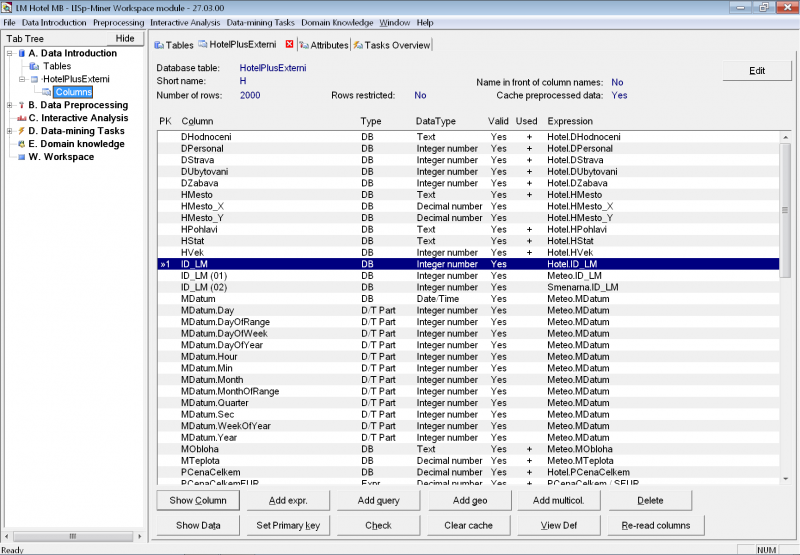 LM Hotel MB - LISp-Miner Workspace module - 27.03.00
File Data Introduction Preprocessing Interactive Analysis Data-mining Tasks Domain Knowledge Window Help
Tab Tree Hide
A. Data Introduction
Tables
HotelPlusExterni
Columns
B. Data Preprocessing
C. Interactive Analysis
D. Data-mining Tasks
E. Domain knowledge
W. Workspace
Tables HotelPlusExterni Attributes Tasks Overview
Database table: HotelPlusExterni
Edit
Short name: H Name in front of column names: No
Number of rows: 2000 Rows restricted: No Cache preprocessed data: Yes
PK Column Type DataType Valid Used Expression
DHodnoceni DB Text Yes + Hotel.DHodnoceni
DPersonal DB Integer number Yes + Hotel.DPersonal
DStrava DB Integer number Yes + Hotel.DStrava
DUbytovani DB Integer number Yes + Hotel.DUbytovani
DZabava DB Integer number Yes + Hotel.DZabava
HMesto DB Text Yes + Hotel.HMesto
HMesto_X DB Decimal number Yes Hotel.HMesto_X
HMesto_Y DB Decimal number Yes Hotel.HMesto_Y
HPohlavi DB Text Yes + Hotel.HPohlavi
HStat DB Text Yes + Hotel.HStat
HVek DB Integer number Yes + Hotel.HVek
»1 ID_LM DB Integer number Yes Hotel.ID_LM
ID_LM (01) DB Integer number Yes Meteo.ID_LM
ID_LM (02) DB Integer number Yes Smenarna.ID_LM
MDatum DB Date/Time Yes Meteo.MDatum
MDatum.Day D/T Part Integer number Yes Meteo.MDatum
MDatum.DayOfRange D/T Part Integer number Yes Meteo.MDatum
MDatum.DayOfWeek D/T Part Integer number Yes Meteo.MDatum
MDatum.DayOfYear D/T Part Integer number Yes Meteo.MDatum
MDatum.Hour D/T Part Integer number Yes Meteo.MDatum
MDatum.Min D/T Part Integer number Yes Meteo.MDatum
MDatum.Month D/T Part Integer number Yes Meteo.MDatum
MDatum.MonthOfRange D/T Part Integer number Yes Meteo.MDatum
MDatum.Quarter D/T Part Integer number Yes Meteo.MDatum
MDatum.Sec D/T Part Integer number Yes Meteo.MDatum
MDatum.WeekOfYear D/T Part Integer number Yes Meteo.MDatum
MDatum.Year D/T Part Integer number Yes Meteo.MDatum
MObloha DB Text Yes + Meteo.MObloha
MTeplota DB Decimal number Yes + Meteo.MTeplota
PCenaCelkem DB Decimal number Yes + Hotel.PCenaCelkem
PCenaCelkemEUR Expr Decimal number Yes PCenaCelkem / SEUR
Show Column Add expr. Add query Add geo Add multicol. Delete
Show Data Set Primary key Check Clear cache View Def Re-read columns
Ready NUM